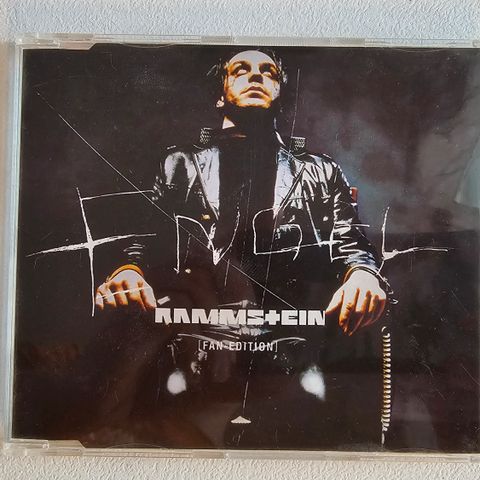 ENGEL
RAMMSTEIN
[FAN-EDITION]